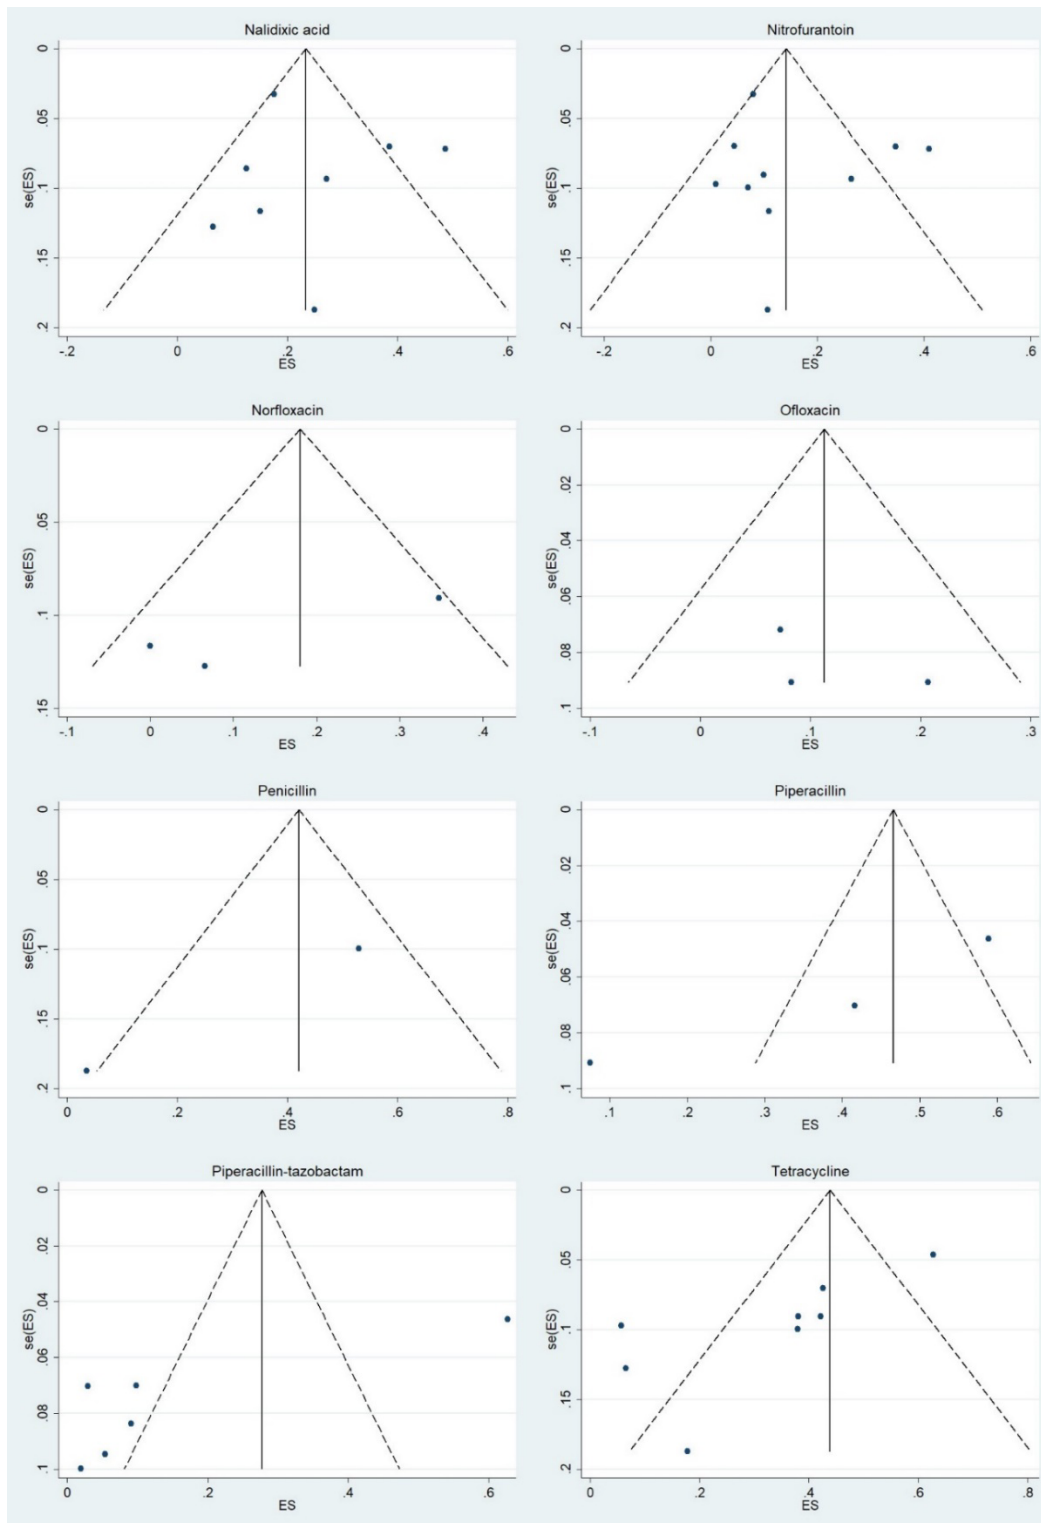 Nalidixic acid
0
.05
.1
.15
.2
se(ES)
-.2 0 .2 .4 .6
ES
Nitrofurantoin
0
.05
.1
.15
.2
se(ES)
-.2 0 .2 .4 .6
ES
Norfloxacin
0
.05
.1
.15
se(ES)
-.1 0 .1 .2 .3 .4
ES
Ofloxacin
0
.02
.04
.06
.08
.1
se(ES)
-.1 0 .1 .2 .3
ES
Penicillin
0
.05
.1
.15
.2
se(ES)
0 .2 .4 .6 .8
ES
Piperacillin
0
.02
.04
.06
.08
.1
se(ES)
.1 .2 .3 .4 .5 .6
ES
Piperacillin-tazobactam
0
.02
.04
.06
.08
.1
se(ES)
0 .2 .4 .6
ES
Tetracycline
0
.05
.1
.15
.2
se(ES)
0 .2 .4 .6 .8
ES